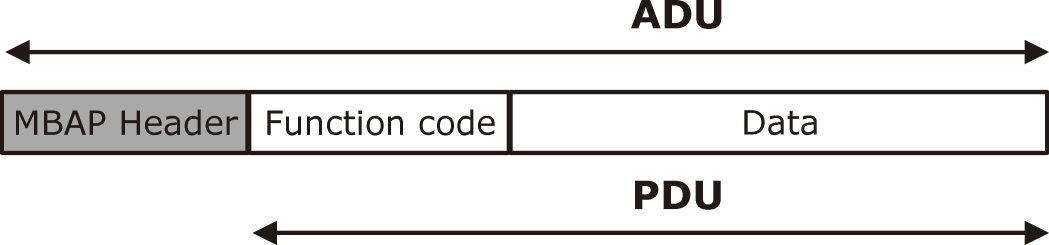 ADU
MBAP Header Function code Data
PDU